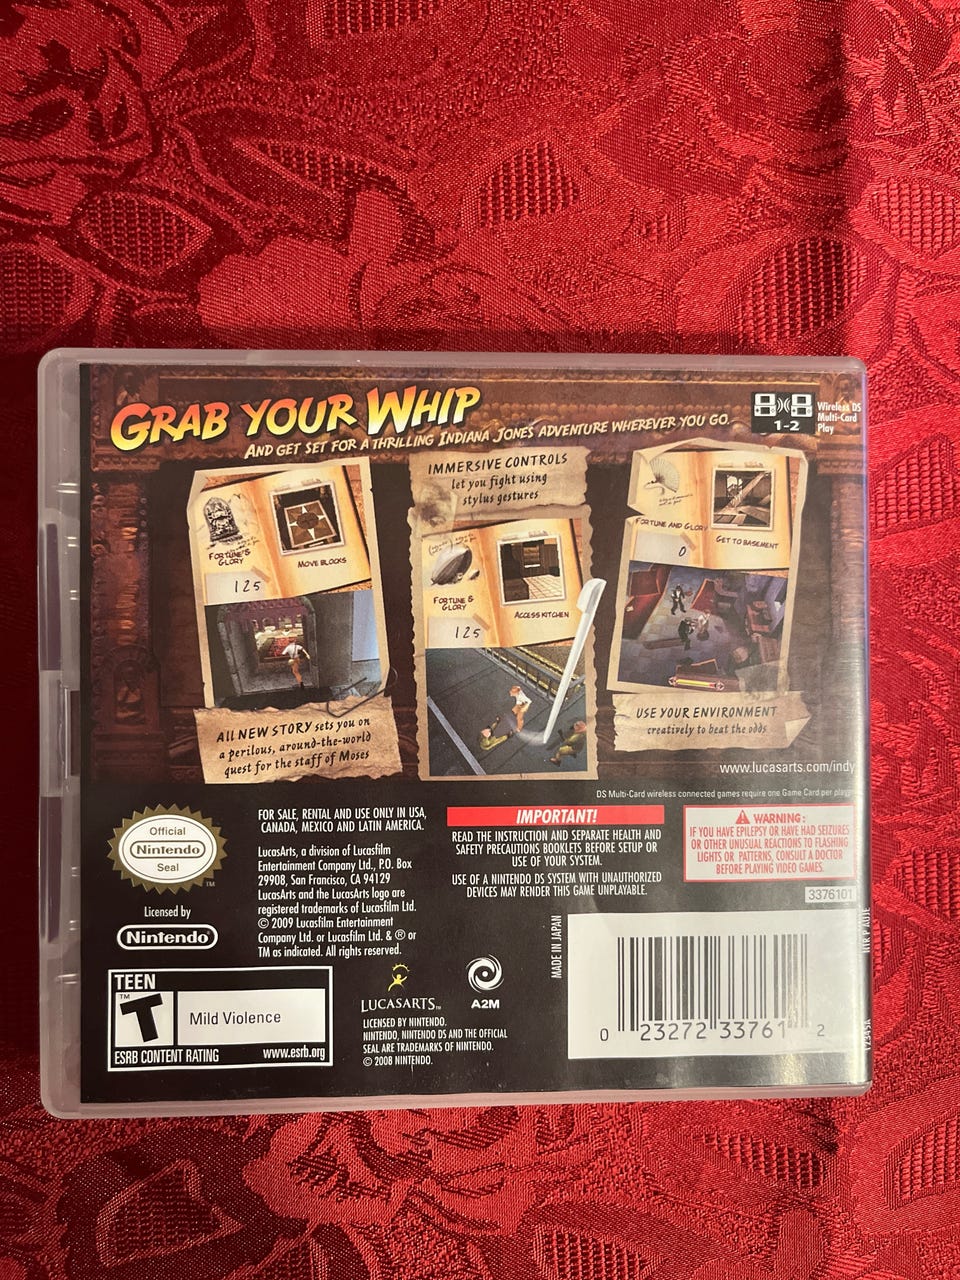 GRAB YOUR WHIP
AND GET SET FOR A THRILLING INDIANA JONES ADVENTURE WHEREVER YOU GO.
1-2
Wireless DS
Multi-Card
Play
FORTUNE &
GLORY
125
MOVE BLOCKS
ALL NEW STORY sets you on
a perilous, around-the-world
quest for the staff of Moses
IMMERSIVE CONTROLS
let you fight using
stylus gestures
FORTUNE &
GLORY
125
ACCESS KITCHEN
FORTUNE AND GLORY
0
GET TO BASEMENT
USE YOUR ENVIRONMENT
creatively to beat the odds
www.lucasarts.com/indy
DS Multi-Card wireless connected games require one Game Card per
Official
Nintendo
Seal
TM
Licensed by
Nintendo
FOR SALE, RENTAL AND USE ONLY IN USA,
CANADA, MEXICO AND LATIN AMERICA.
LucasArts, a division of Lucasfilm
Entertainment Company Ltd., P.O. Box
29908, San Francisco, CA 94129
LucasArts and the LucasArts logo are
registered trademarks of Lucasfilm Ltd.
© 2009 Lucasfilm Entertainment
Company Ltd. or Lucasfilm Ltd. & ® or
TM as indicated. All rights reserved.
IMPORTANT!
READ THE INSTRUCTION AND SEPARATE HEALTH AND
SAFETY PRECAUTIONS BOOKLETS BEFORE SETUP OR
USE OF YOUR SYSTEM.
USE OF A NINTENDO DS SYSTEM WITH UNAUTHORIZED
DEVICES MAY RENDER THIS GAME UNPLAYABLE.
WARNING:
IF YOU HAVE EPILEPSY OR HAVE HAD SEIZURES
OR OTHER UNUSUAL REACTIONS TO FLASHING
LIGHTS OR PATTERNS, CONSULT A DOCTOR
BEFORE PLAYING VIDEO GAMES.
3376101
TEEN
TM
T
Mild Violence
ESRB CONTENT RATING
www.esrb.org
LUCASARTS™
A2M
LICENSED BY NINTENDO.
NINTENDO, NINTENDO DS AND THE OFFICIAL
SEAL ARE TRADEMARKS OF NINTENDO.
© 2008 NINTENDO.
MADE IN JAPAN
0 23272 33761 2